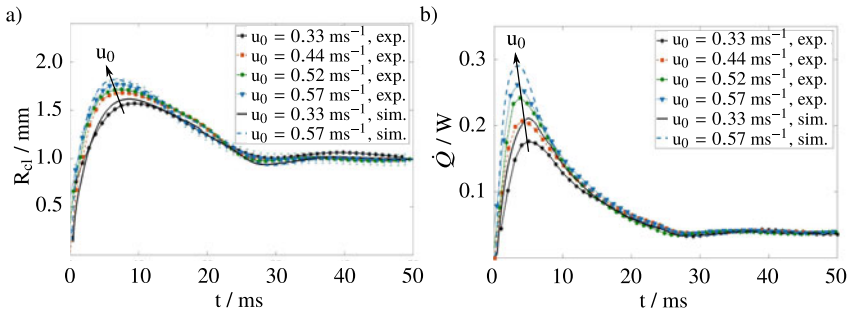 a)
u₀ = 0.33 ms⁻¹, exp.
u₀ = 0.44 ms⁻¹, exp.
u₀ = 0.52 ms⁻¹, exp.
u₀ = 0.57 ms⁻¹, exp.
u₀ = 0.33 ms⁻¹, sim.
u₀ = 0.57 ms⁻¹, sim.
u₀
2.0
1.5
1.0
0.5
R_cl / mm
0 10 20 30 40 50
t / ms
b)
u₀ = 0.33 ms⁻¹, exp.
u₀ = 0.44 ms⁻¹, exp.
u₀ = 0.52 ms⁻¹, exp.
u₀ = 0.57 ms⁻¹, exp.
u₀ = 0.33 ms⁻¹, sim.
u₀ = 0.57 ms⁻¹, sim.
u₀
0.3
0.2
0.1
Q̇ / W
0 10 20 30 40 50
t / ms